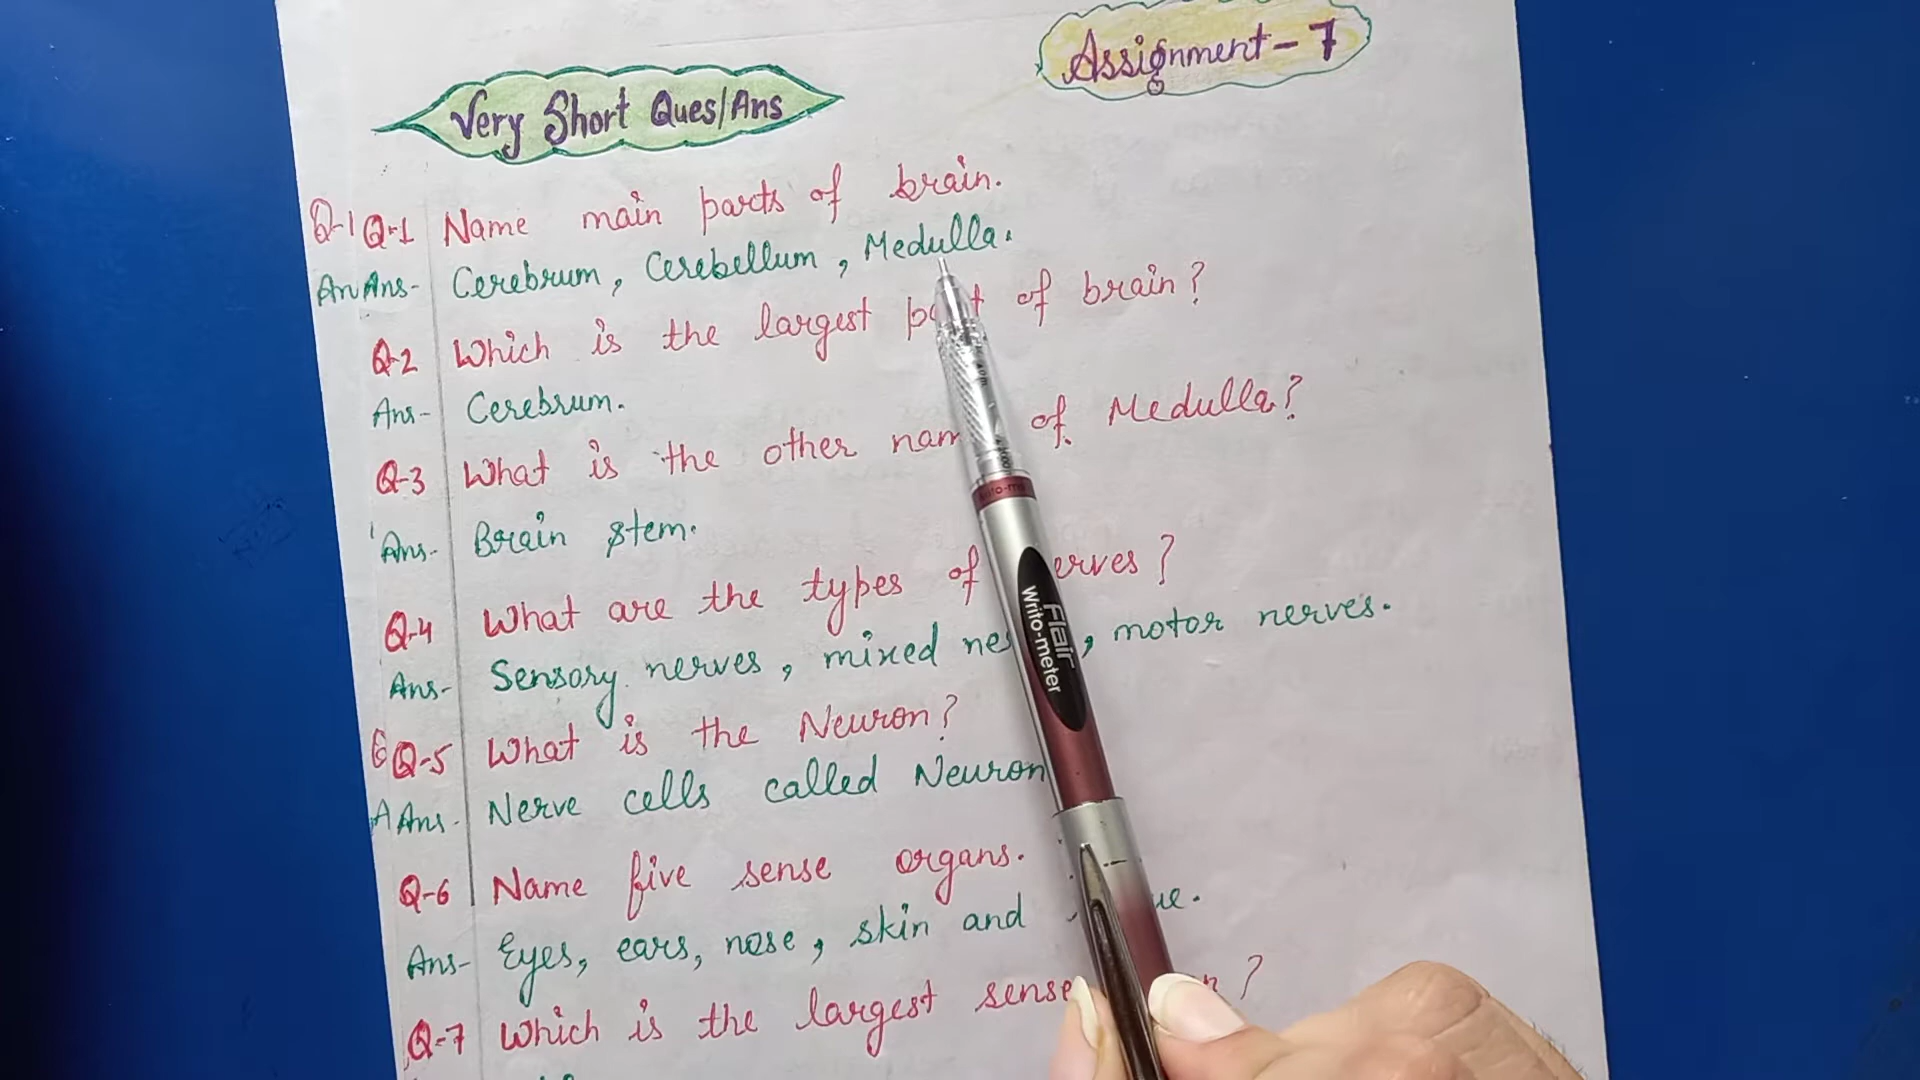 Assignment - 7
Very Short Ques/Ans
Q-1 Q-1 Name main parts of brain.
An Ans- Cerebrum, Cerebellum, Medulla.
Q-2 Which is the largest of brain?
Ans- Cerebrum.
Q-3 What is the other of Medulla?
Ans- Brain stem.
Q-4 What are the types of ?
Ans- Sensory nerves, mixed , motor nerves.
Q-5 What is the Neuron?
A Ans- Nerve cells called Neuron
Q-6 Name five sense organs.
Ans- Eyes, ears, nose, skin and
Q-7 Which is the largest sense ?
Flair
Writo-meter